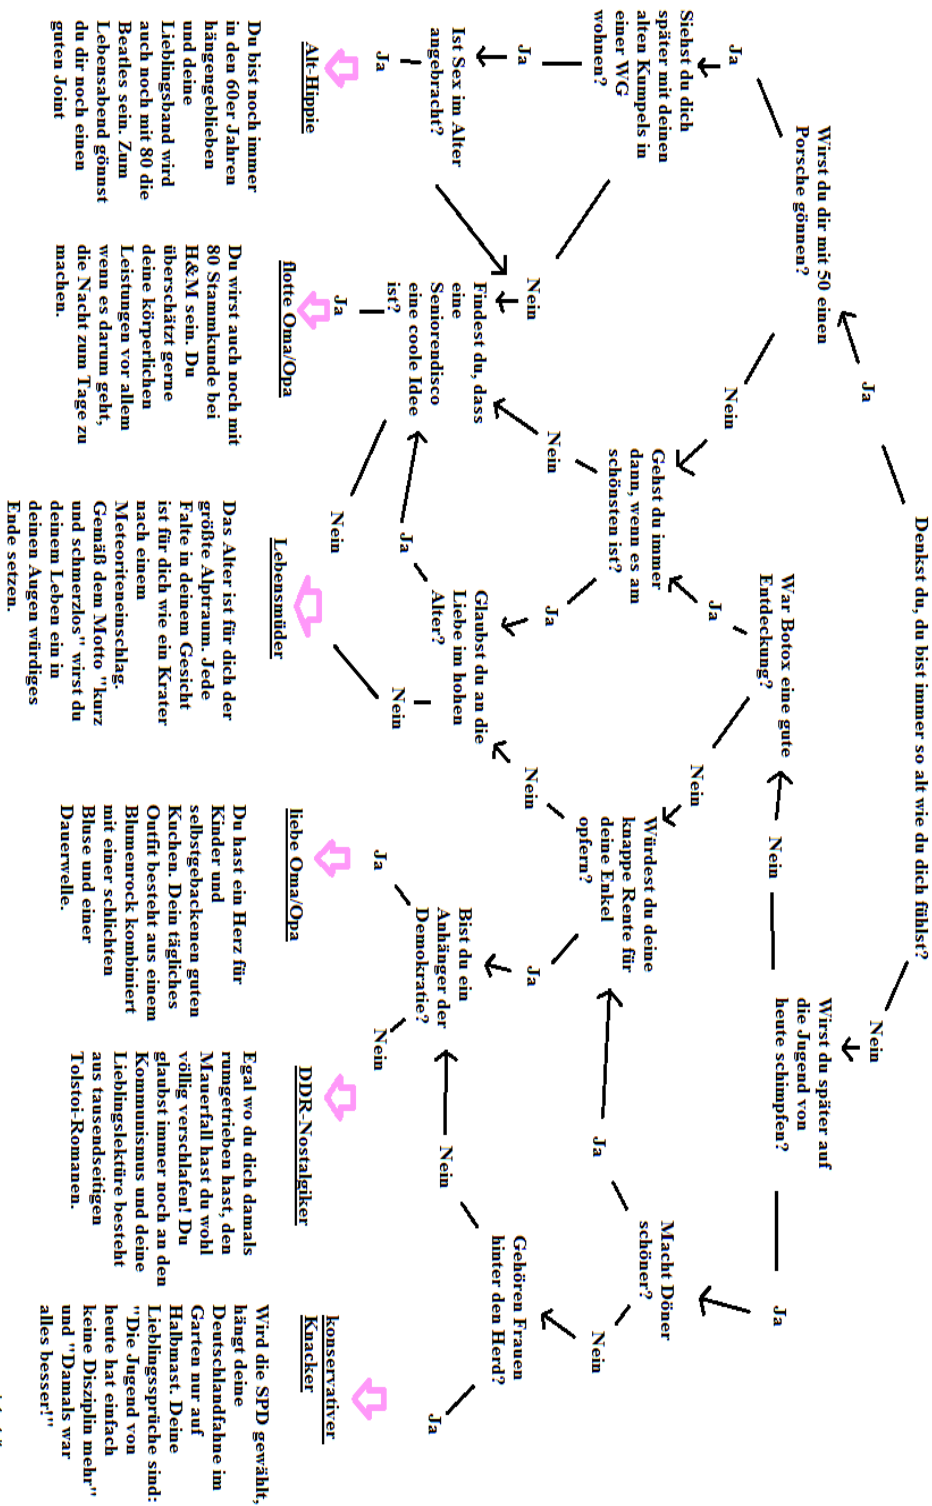 Denkst du, du bist immer so alt wie du dich fühlst?
Ja
Nein
Wirst du dir mit 50 einen
Porsche gönnen?
War Botox eine gute
Entdeckung?
Nein
Wirst du später auf
die Jugend von
heute schimpfen?
Ja
Ja
Nein
Ja
Nein
Siehst du dich
später mit deinen
alten Kumpels in
einer WG
wohnen?
Gehst du immer
dann, wenn es am
schönsten ist?
Würdest du deine
knappe Rente für
deine Enkel
opfern?
Ja
Macht Döner
schöner?
Ja
Nein
Nein
Ja
Nein
Ja
Nein
Ist Sex im Alter
angebracht?
Findest du, dass
eine
Seniorendisco
eine coole Idee
ist?
Ja
Glaubst du an die
Liebe im hohen
Alter?
Bist du ein
Anhänger der
Demokratie?
Nein
Gehören Frauen
hinter den Herd?
Ja
Ja
Nein
Nein
Ja
Nein
Ja
Alt-Hippie
flotte Oma/Opa
Lebensmüder
liebe Oma/Opa
DDR-Nostalgiker
konservativer
Knacker
Du bist noch immer
in den 60er Jahren
hängengeblieben
und deine
Lieblingsband wird
auch noch mit 80 die
Beatles sein. Zum
Lebensabend gönnst
du dir noch einen
guten Joint
Du wirst auch noch mit
80 Stammkunde bei
H&M sein. Du
überschätzt gerne
deine körperlichen
Leistungen vor allem
wenn es darum geht,
die Nacht zum Tage zu
machen.
Das Alter ist für dich der
größte Alptraum. Jede
Falte in deinem Gesicht
ist für dich wie ein Krater
nach einem
Meteoriteneinschlag.
Gemäß dem Motto "kurz
und schmerzlos" wirst du
deinem Leben ein in
deinen Augen würdiges
Ende setzen.
Du hast ein Herz für
Kinder und
selbstgebackenen guten
Kuchen. Dein tägliches
Outfit besteht aus einem
Blumenrock kombiniert
mit einer schlichten
Bluse und einer
Dauerwelle.
Egal wo du dich damals
rumgetrieben hast, den
Mauerfall hast du wohl
völlig verschlafen! Du
glaubst immer noch an den
Kommunismus und deine
Lieblingslektüre besteht
aus tausendseitigen
Tolstoi-Romanen.
Wird die SPD gewählt,
hängt deine
Deutschlandfahne im
Garten nur auf
Halbmast. Deine
Lieblingssprüche sind:
"Die Jugend von
heute hat einfach
keine Disziplin mehr"
und "Damals war
alles besser!"